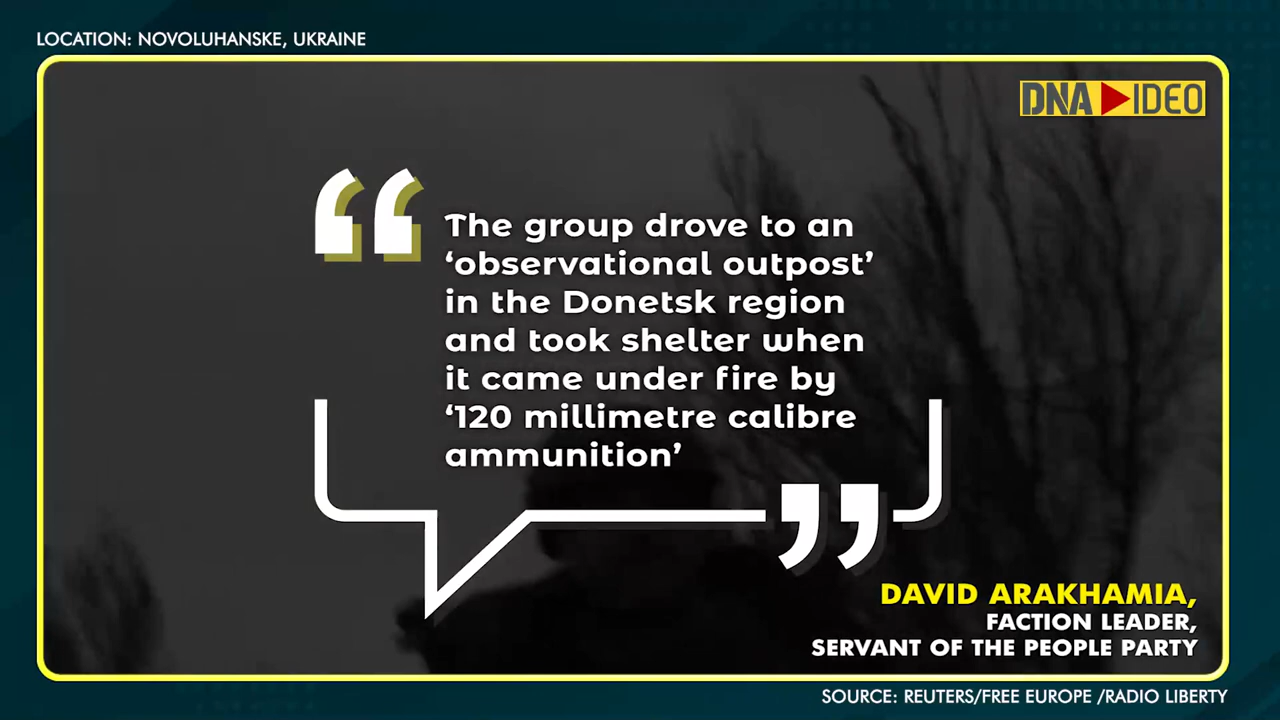 LOCATION: NOVOLUHANSKE, UKRAINE
DNA VIDEO
The group drove to an
‘observational outpost’
in the Donetsk region
and took shelter when
it came under fire by
‘120 millimetre calibre
ammunition’
DAVID ARAKHAMIA,
FACTION LEADER,
SERVANT OF THE PEOPLE PARTY
SOURCE: REUTERS/FREE EUROPE /RADIO LIBERTY